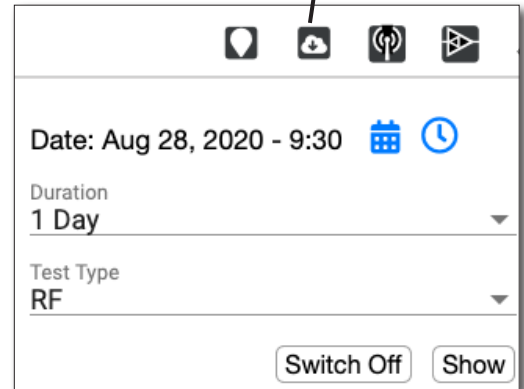 Date: Aug 28, 2020 - 9:30
Duration
1 Day
Test Type
RF
Switch Off Show